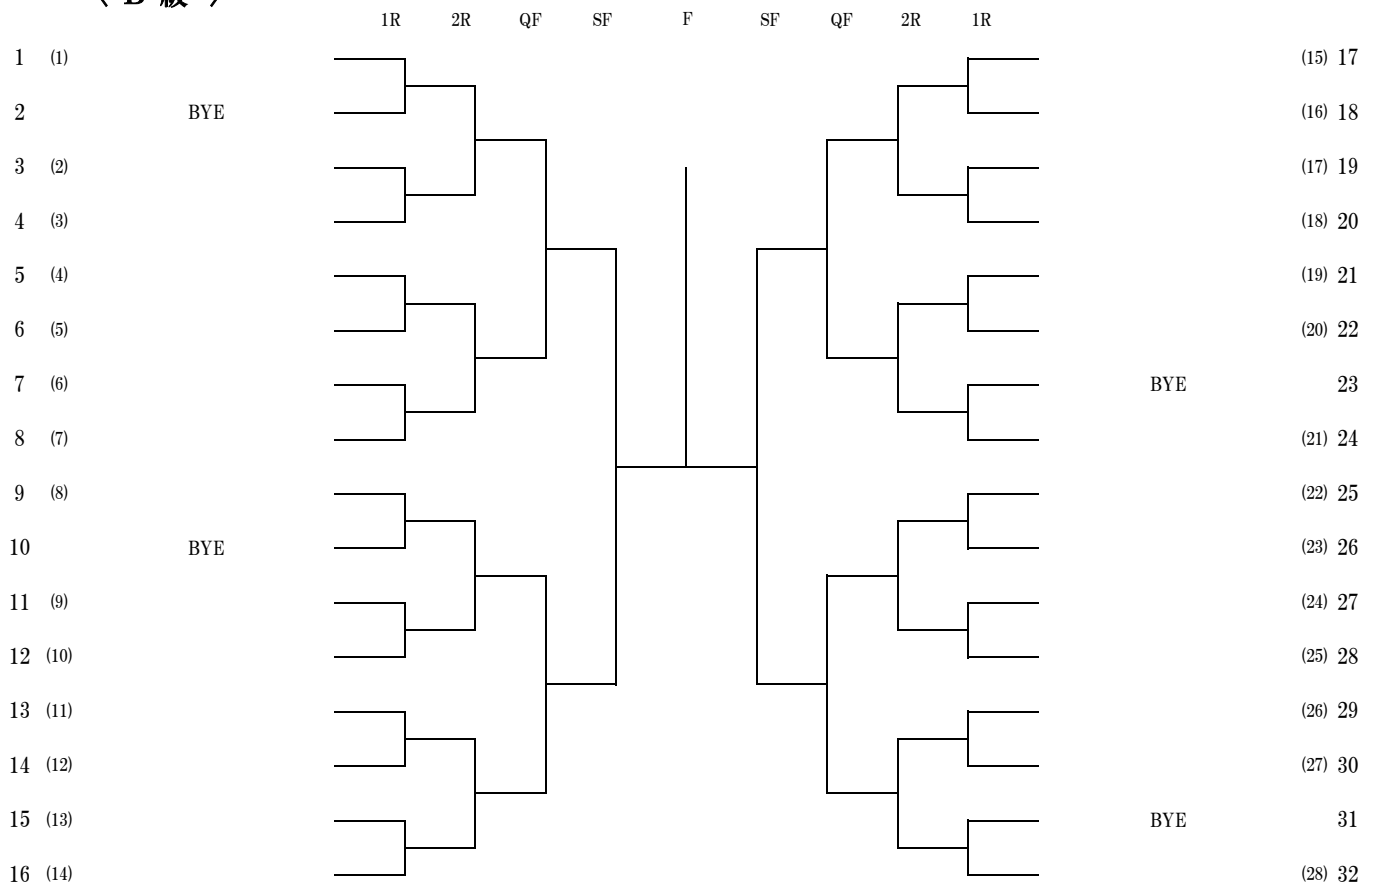 級
1R 2R QF SF F SF QF 2R 1R
1 (1) (15) 17
2 BYE (16) 18
3 (2) (17) 19
4 (3) (18) 20
5 (4) (19) 21
6 (5) (20) 22
7 (6) BYE 23
8 (7) (21) 24
9 (8) (22) 25
10 BYE (23) 26
11 (9) (24) 27
12 (10) (25) 28
13 (11) (26) 29
14 (12) (27) 30
15 (13) BYE 31
16 (14) (28) 32